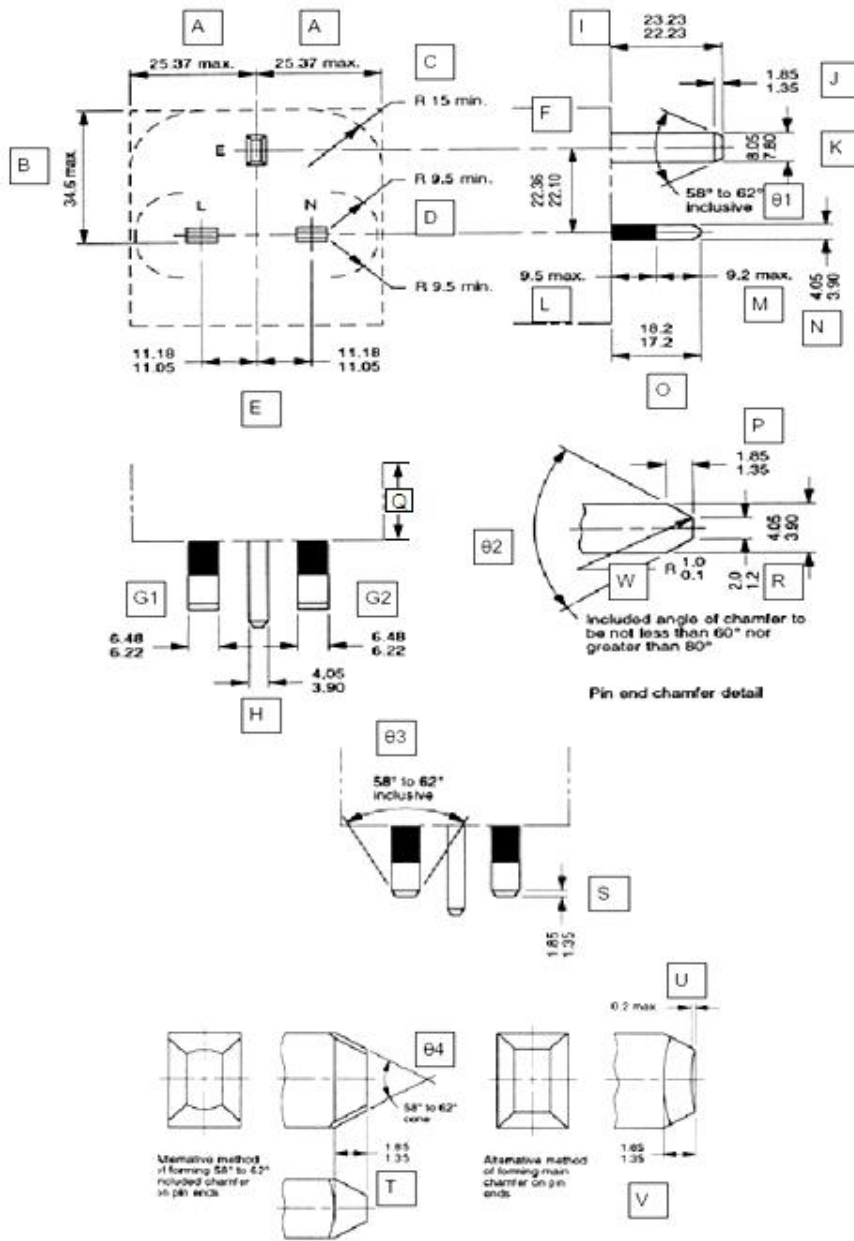 A
A
25.37 max.
25.37 max.
C
R 15 min.
B
34.6 max.
E
L
N
R 9.5 min.
D
R 9.5 min.
11.18
11.05
11.18
11.05
E
I
23.23
22.23
J
1.85
1.35
F
K
8.05
7.80
22.36
22.10
58° to 62°
inclusive
θ1
9.5 max.
9.2 max.
4.05
3.90
L
M
N
18.2
17.2
O
Q
G1
G2
6.48
6.22
6.48
6.22
4.05
3.90
H
P
1.85
1.35
θ2
4.05
3.90
2.0
1.2
W
R 1.0
0.1
R
Included angle of chamfer to
be not less than 60° nor
greater than 80°
Pin end chamfer detail
θ3
58° to 62°
inclusive
S
1.85
1.35
U
0.2 max
θ4
58° to 62°
cone
1.85
1.35
T
1.85
1.35
V
Alternative method
of forming 58° to 62°
included chamfer
on pin ends
Alternative method
of forming main
chamfer on pin
ends